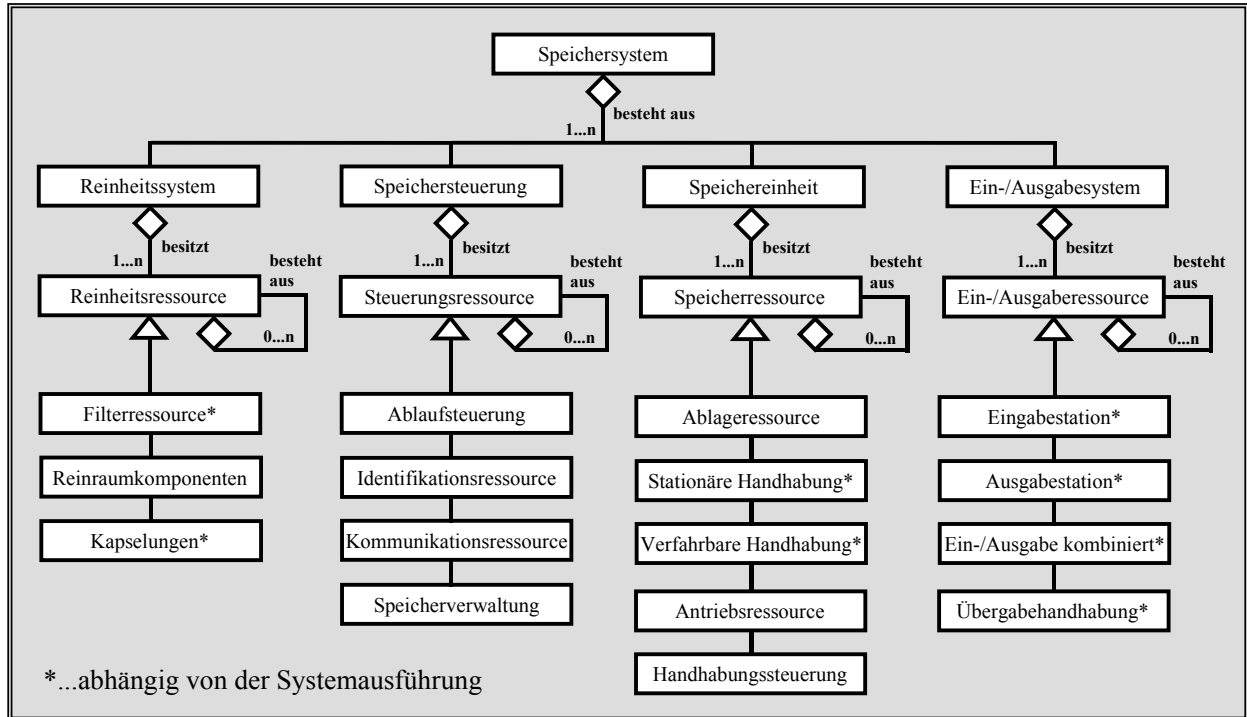 Speichersystem
besteht aus
1...n
Reinheitssystem
Speichersteuerung
Speichereinheit
Ein-/Ausgabesystem
besitzt
1...n
besteht
aus
Reinheitsressource
0...n
besitzt
1...n
besteht
aus
Steuerungsressource
0...n
besitzt
1...n
besteht
aus
Speicherressource
0...n
besitzt
1...n
besteht
aus
Ein-/Ausgaberessource
0...n
Filterressource*
Reinraumkomponenten
Kapselungen*
Ablaufsteuerung
Identifikationsressource
Kommunikationsressource
Speicherverwaltung
Ablageressource
Stationäre Handhabung*
Verfahrbare Handhabung*
Antriebsressource
Handhabungssteuerung
Eingabestation*
Ausgabestation*
Ein-/Ausgabe kombiniert*
Übergabehandhabung*
*...abhängig von der Systemausführung